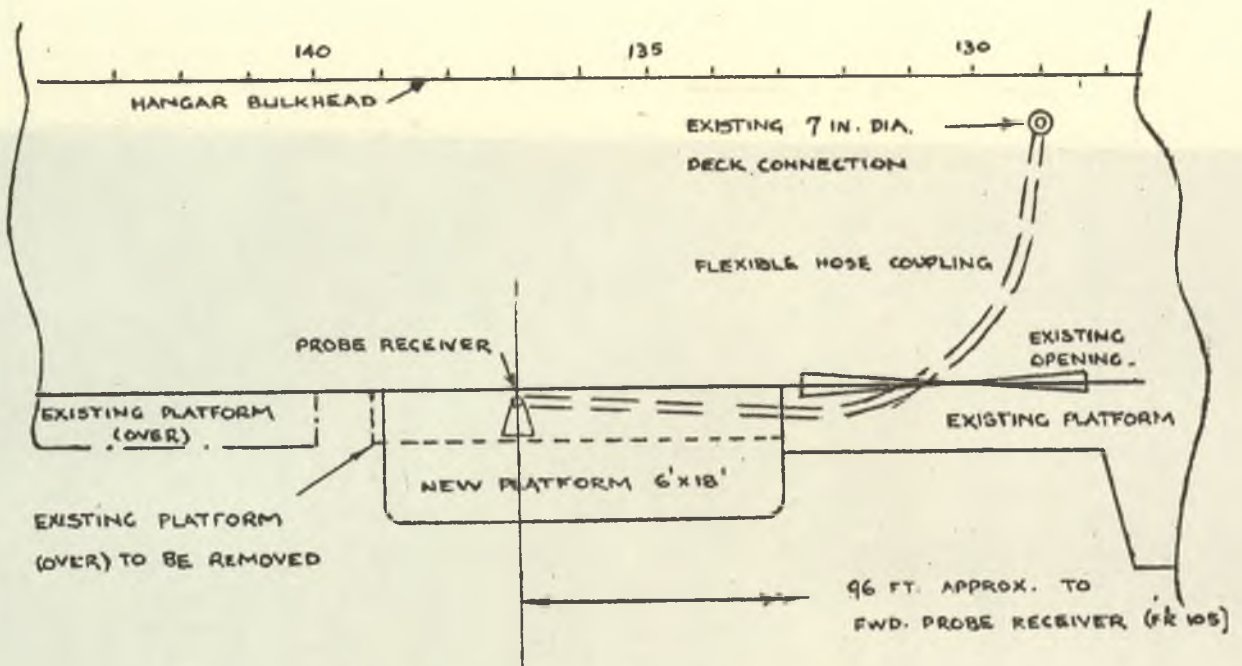 140 135 130
HANGAR BULKHEAD
EXISTING 7 IN. DIA.
DECK CONNECTION
FLEXIBLE HOSE COUPLING
PROBE RECEIVER
EXISTING
OPENING.
EXISTING PLATFORM
(OVER)
EXISTING PLATFORM
NEW PLATFORM 6'X18'
EXISTING PLATFORM
(OVER) TO BE REMOVED
96 FT. APPROX. TO
FWD. PROBE RECEIVER (FR 105)